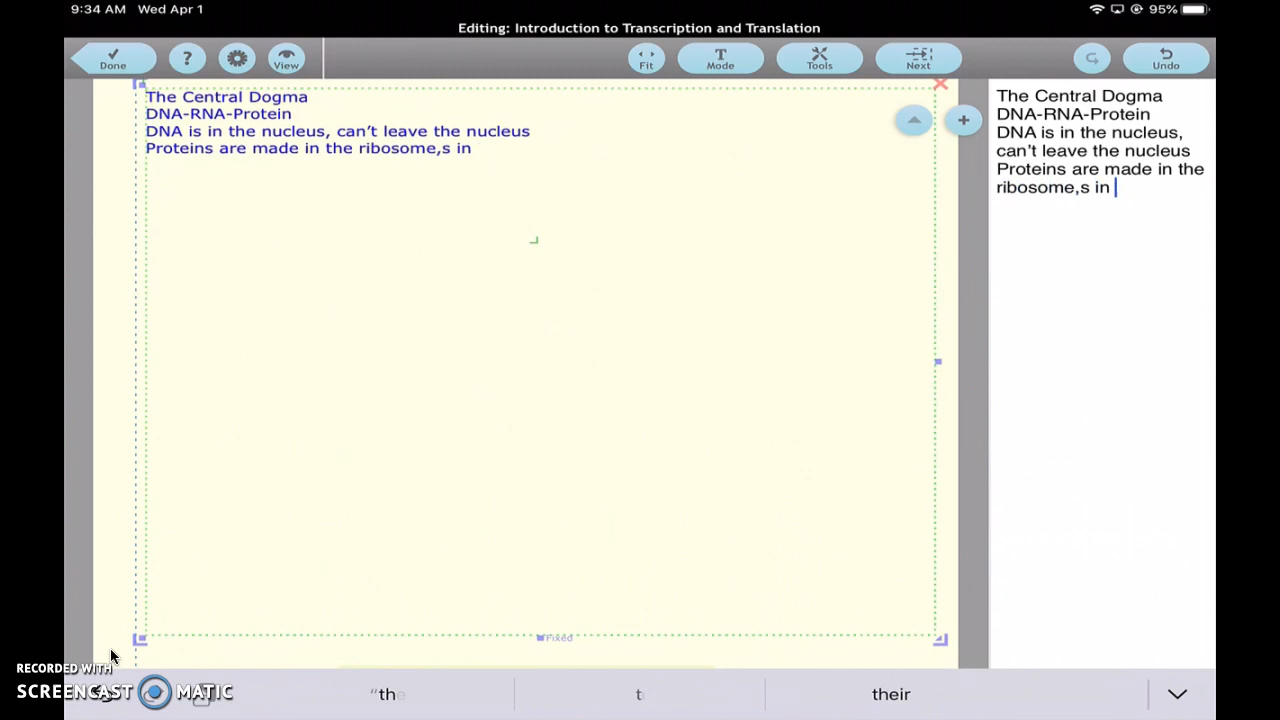 9:34 AM Wed Apr 1
95%
Editing: Introduction to Transcription and Translation
Done
?
View
Fit
T
Mode
Tools
Next
Undo
The Central Dogma
DNA-RNA-Protein
DNA is in the nucleus, can’t leave the nucleus
Proteins are made in the ribosome,s in
The Central Dogma
DNA-RNA-Protein
DNA is in the nucleus,
can’t leave the nucleus
Proteins are made in the
ribosome,s in
Fixed
RECORDED WITH
SCREENCAST MATIC
“the
their